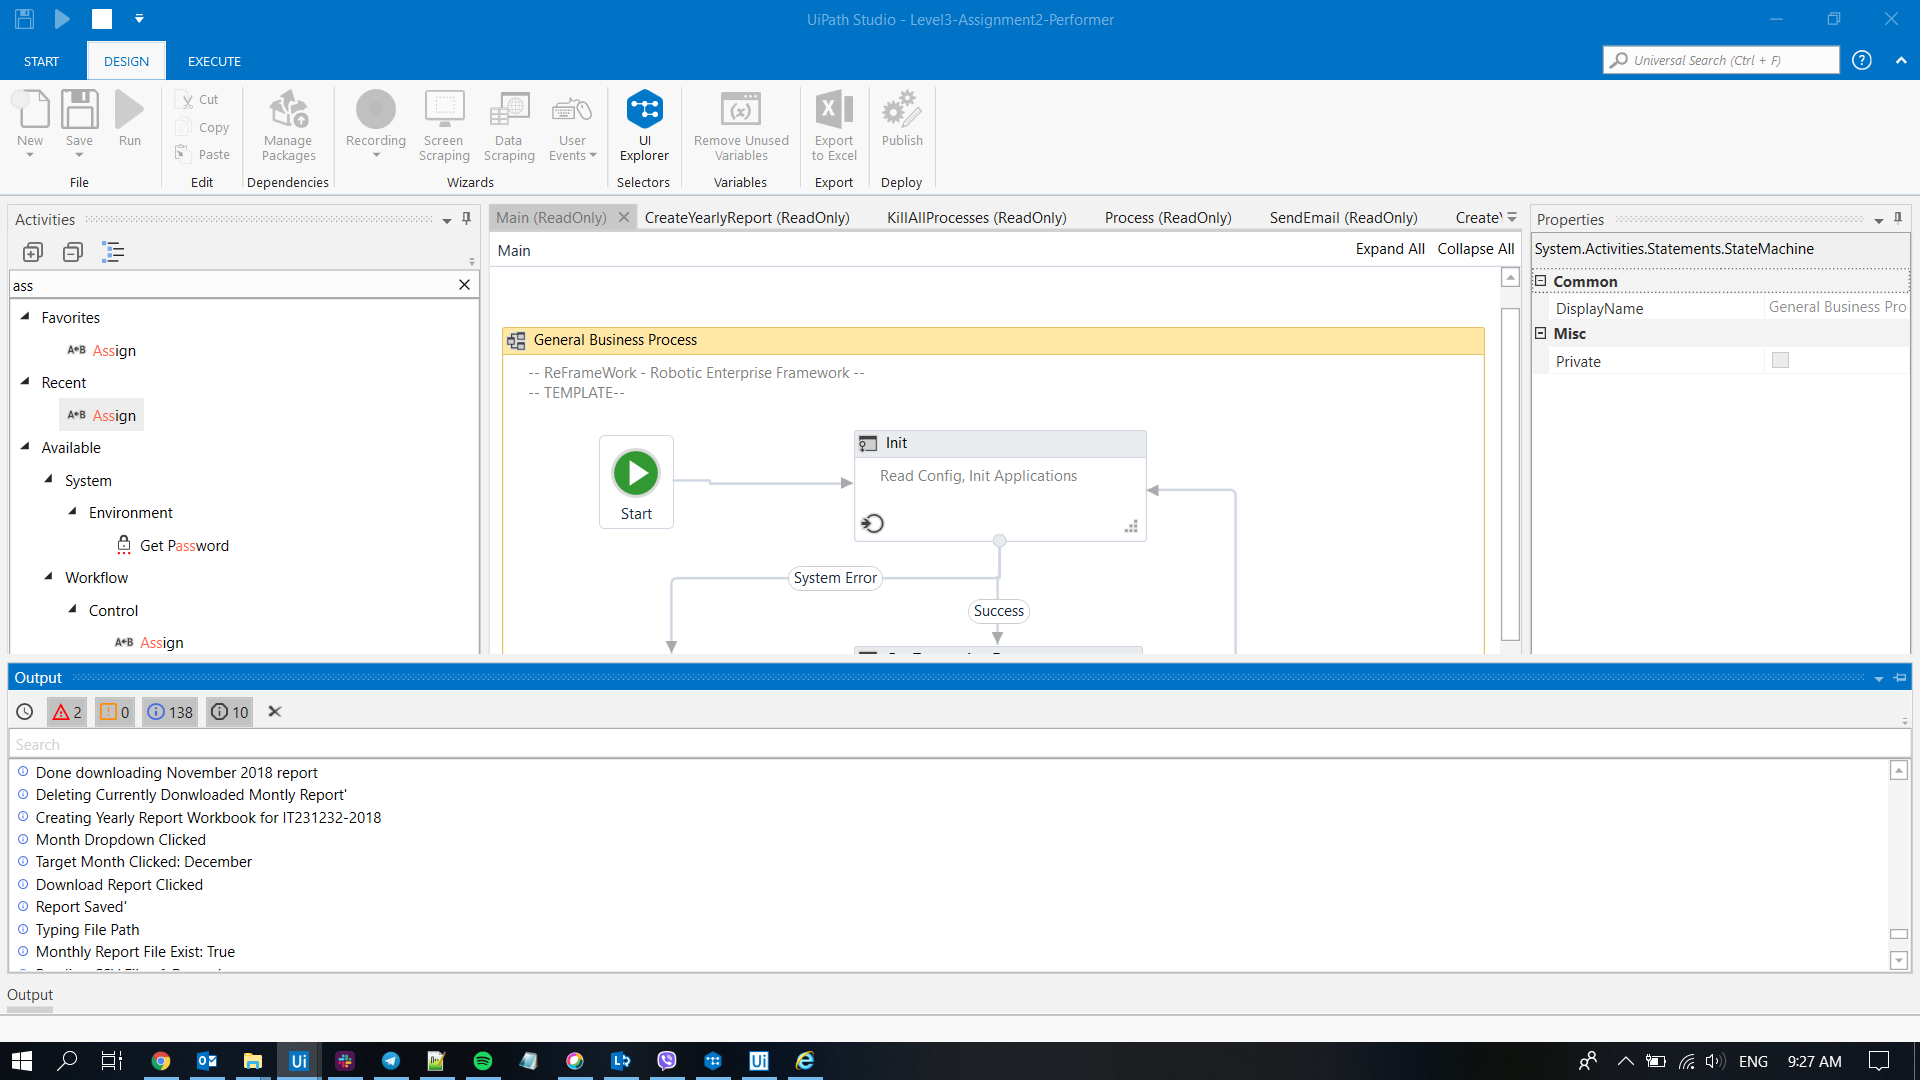 UiPath Studio - Level3-Assignment2-Performer
START DESIGN EXECUTE
Universal Search (Ctrl + F)
New Save Run
Cut
Copy
Paste
Manage Packages
Recording
Screen Scraping
Data Scraping
User Events
UI Explorer
Remove Unused Variables
Export to Excel
Publish
File Edit Dependencies Wizards Selectors Variables Export Deploy
Activities
ass
Favorites
Assign
Recent
Assign
Available
System
Environment
Get Password
Workflow
Control
Assign
Main (ReadOnly) CreateYearlyReport (ReadOnly) KillAllProcesses (ReadOnly) Process (ReadOnly) SendEmail (ReadOnly)
Main Expand All Collapse All
General Business Process
-- ReFrameWork - Robotic Enterprise Framework --
-- TEMPLATE--
Start
Init
Read Config, Init Applications
System Error
Success
Properties
System.Activities.Statements.StateMachine
Common
DisplayName General Business Pro
Misc
Private
Output
2 0 138 10
Search
Done downloading November 2018 report
Deleting Currently Donwloaded Montly Report'
Creating Yearly Report Workbook for IT231232-2018
Month Dropdown Clicked
Target Month Clicked: December
Download Report Clicked
Report Saved'
Typing File Path
Monthly Report File Exist: True
Output
ENG 9:27 AM